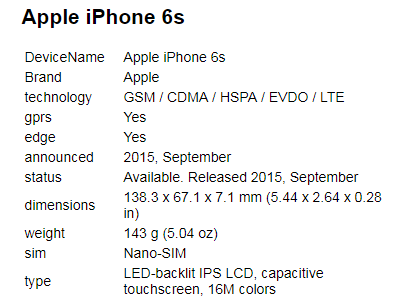 Apple iPhone 6s
DeviceName Apple iPhone 6s
Brand Apple
technology GSM / CDMA / HSPA / EVDO / LTE
gprs Yes
edge Yes
announced 2015, September
status Available. Released 2015, September
dimensions 138.3 x 67.1 x 7.1 mm (5.44 x 2.64 x 0.28
in)
weight 143 g (5.04 oz)
sim Nano-SIM
type LED-backlit IPS LCD, capacitive
touchscreen, 16M colors